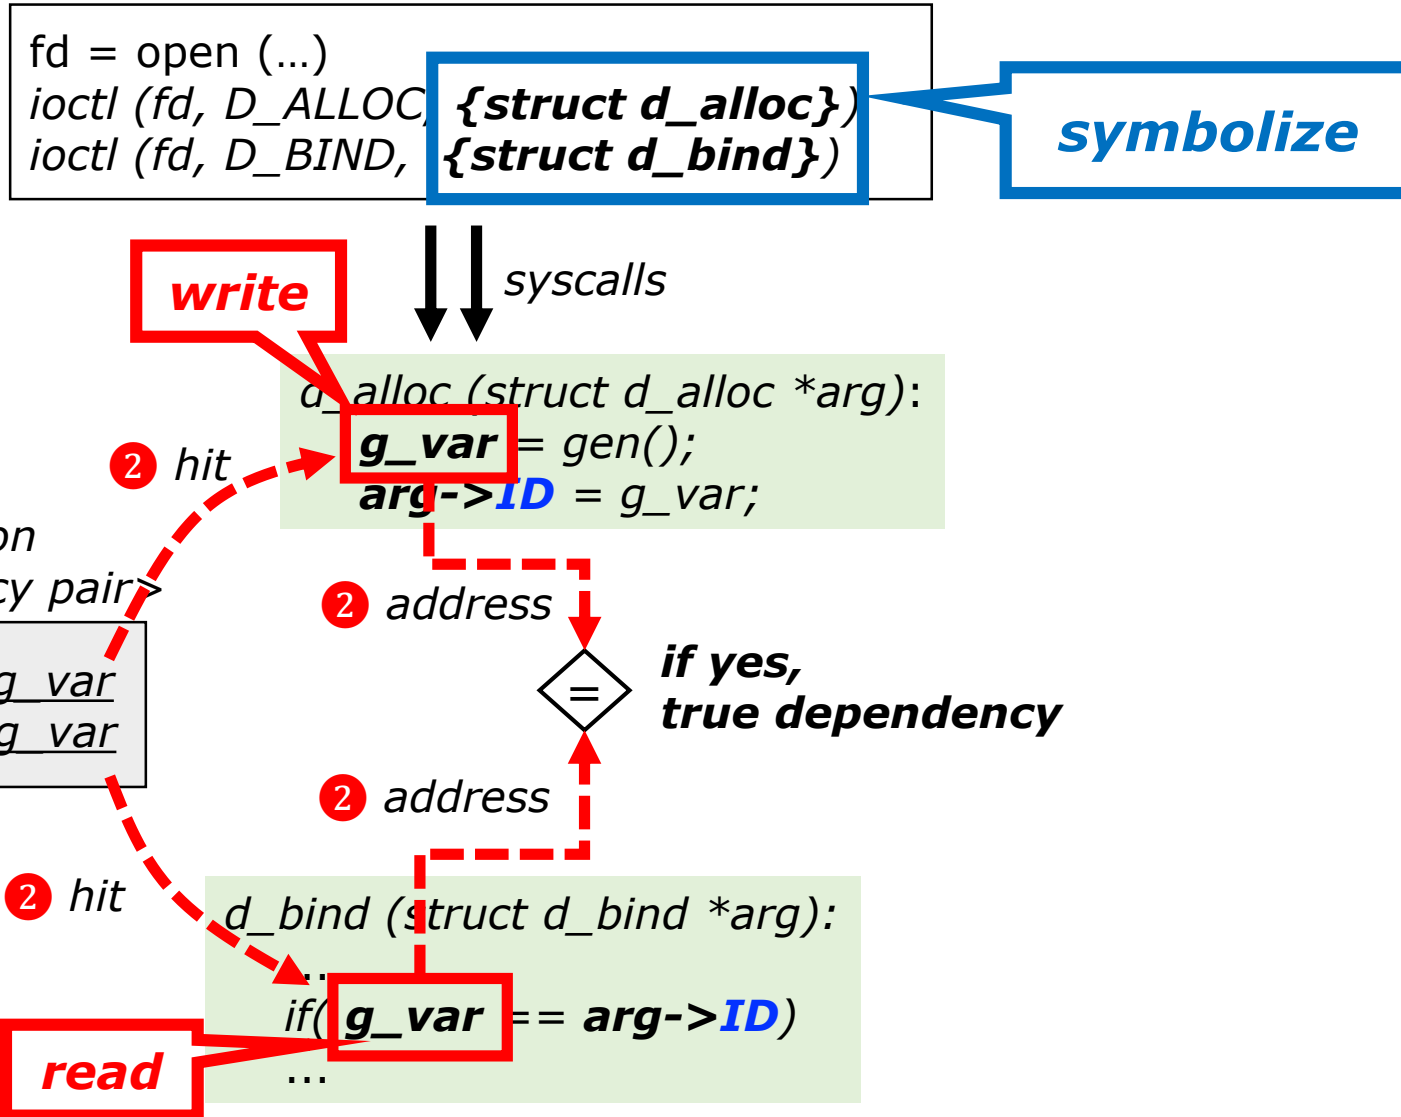 fd = open (…)
ioctl (fd, D_ALLOC, {struct d_alloc})
ioctl (fd, D_BIND, {struct d_bind})
symbolize
write
syscalls
d_alloc (struct d_alloc *arg):
g_var = gen();
arg->ID = g_var;
2 hit
on
cy pair>
2 address
g_var
g_var
=
if yes,
true dependency
2 address
2 hit
d_bind (struct d_bind *arg):
...
if( g_var == arg->ID)
...
read